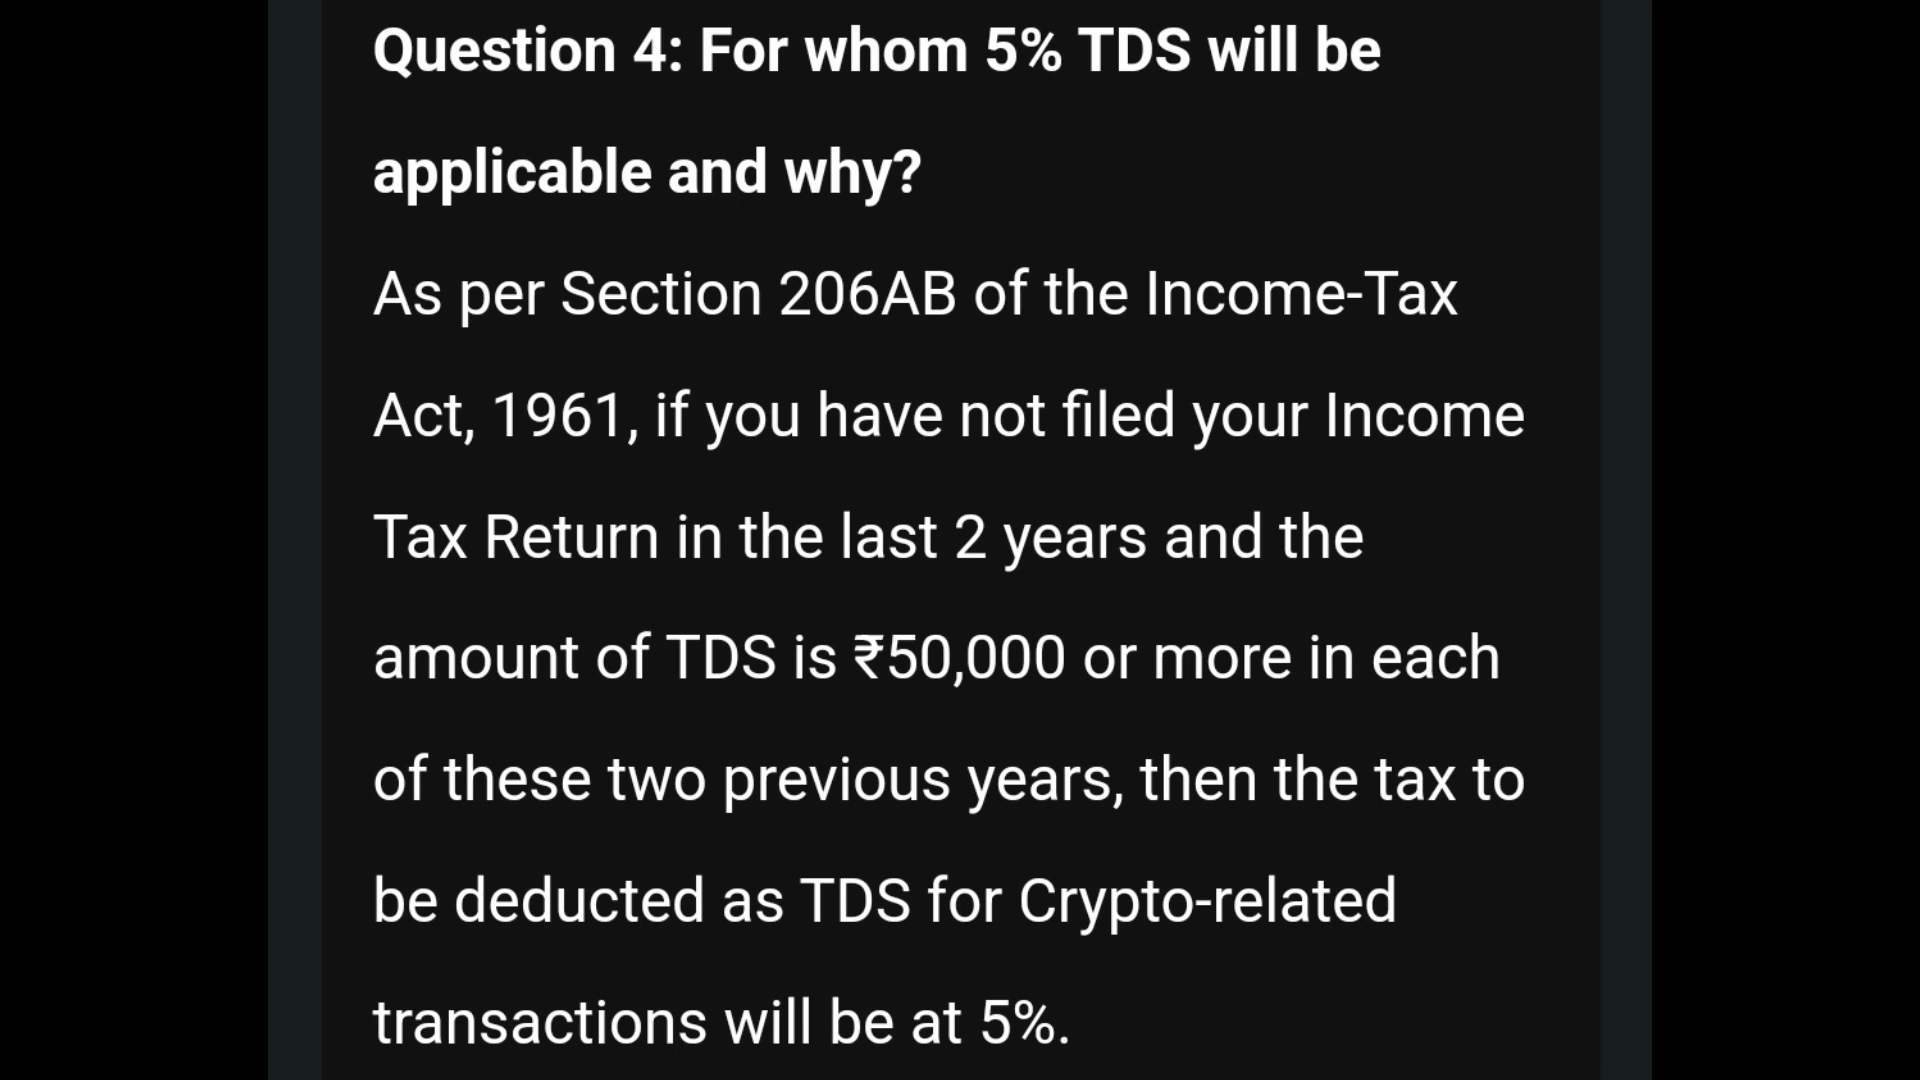 Question 4: For whom 5% TDS will be
applicable and why?
As per Section 206AB of the Income-Tax
Act, 1961, if you have not filed your Income
Tax Return in the last 2 years and the
amount of TDS is ₹50,000 or more in each
of these two previous years, then the tax to
be deducted as TDS for Crypto-related
transactions will be at 5%.